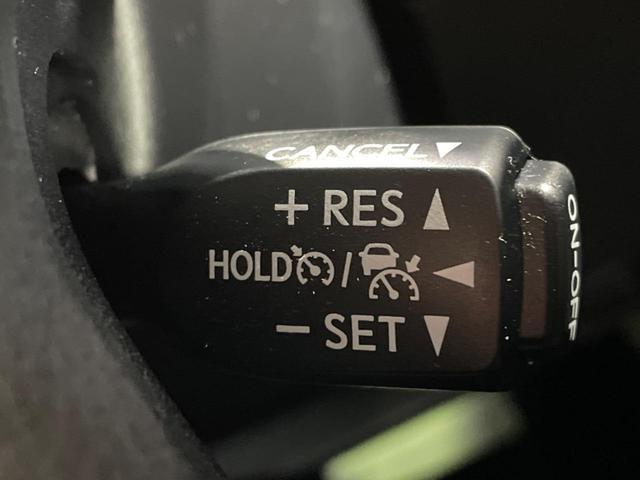 CANCEL
+ RES
HOLD /
- SET
ON-OFF